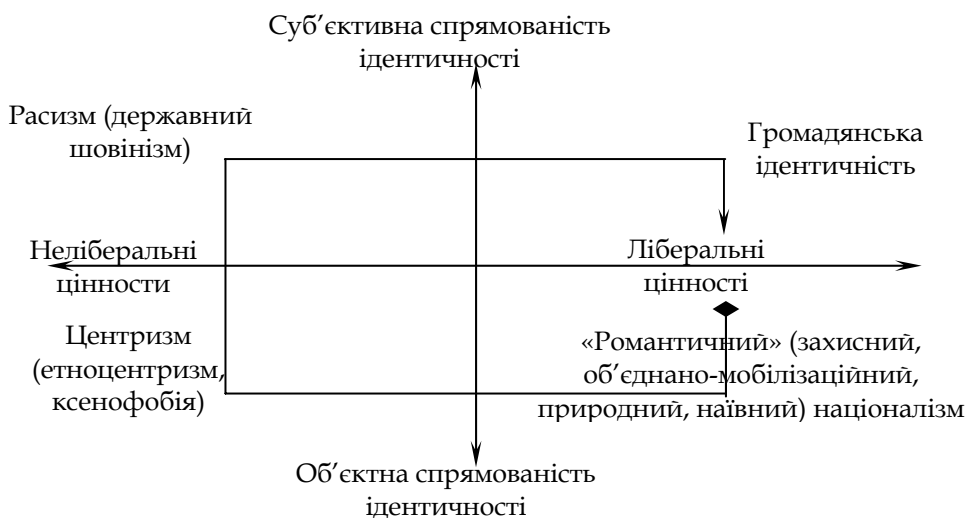 Суб’єктивна спрямованість
ідентичності
Расизм (державний
шовінізм)
Громадянська
ідентичність
Неліберальні
цінности
Ліберальні
цінності
Центризм
(етноцентризм,
ксенофобія)
«Романтичний» (захисний,
об’єднано-мобілізаційний,
природний, наївний) націоналізм
Об’єктна спрямованість
ідентичності